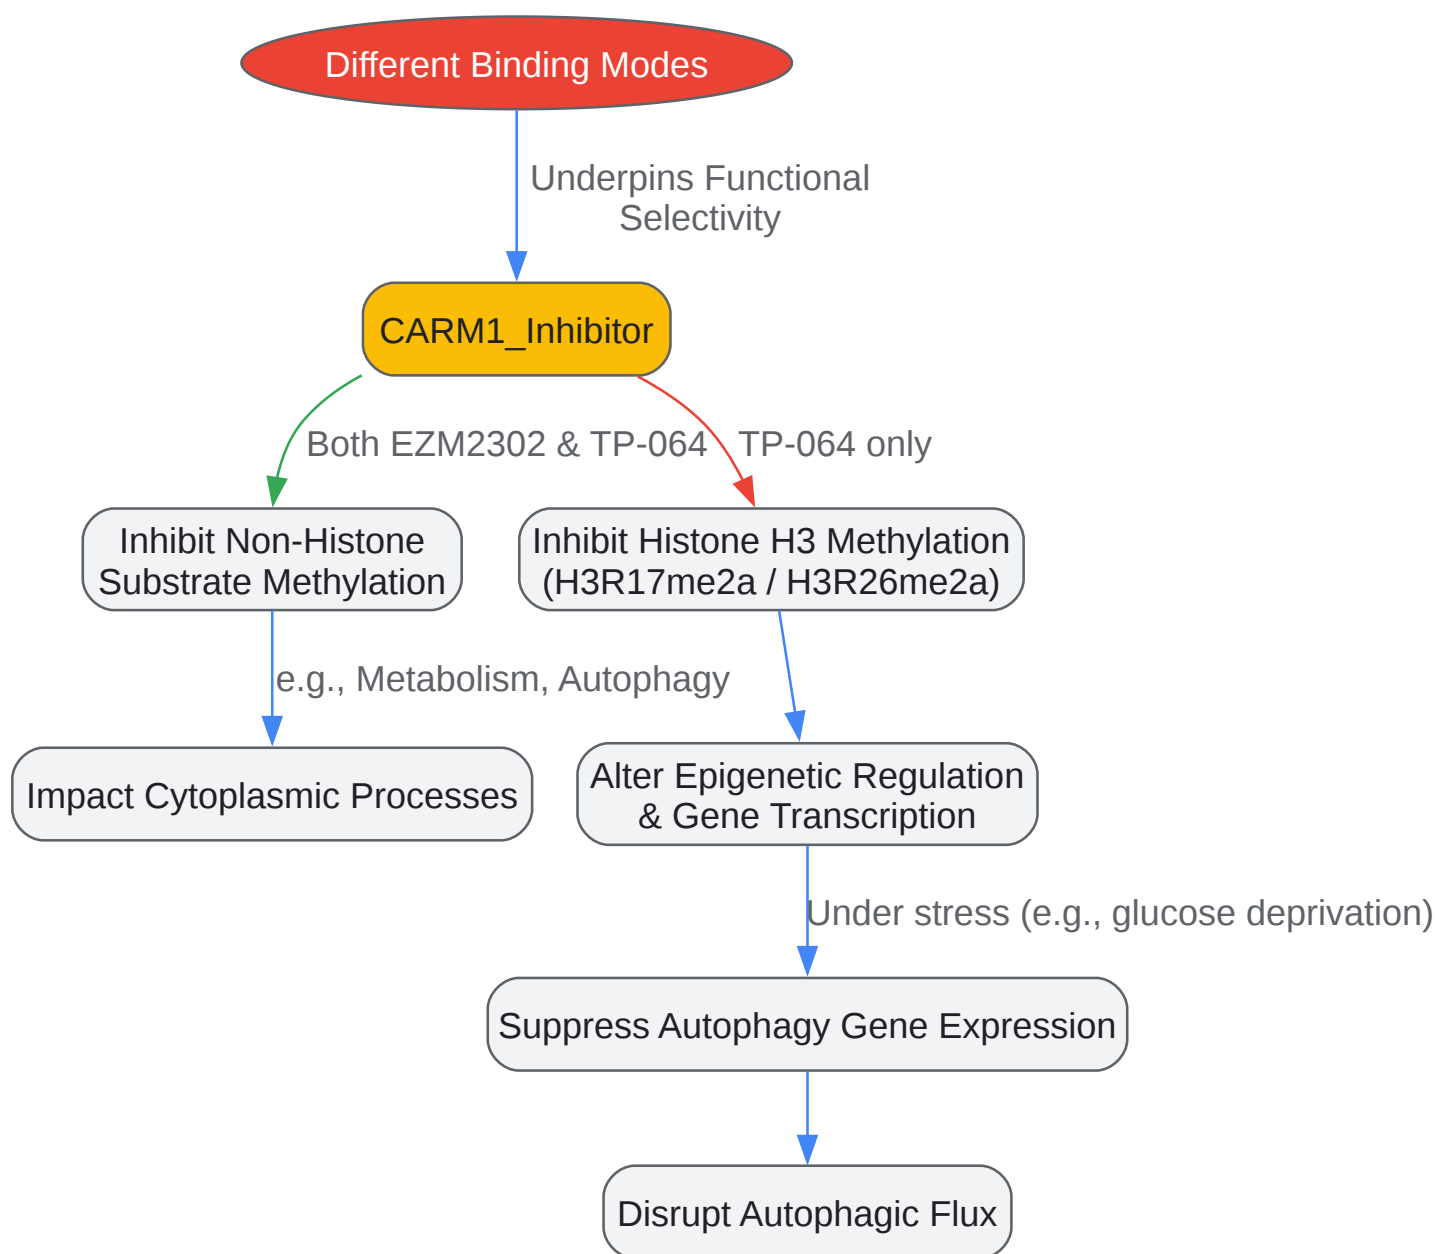 Different Binding Modes
Underpins Functional
Selectivity
CARM1_Inhibitor
Both EZM2302 & TP-064
TP-064 only
Inhibit Non-Histone
Substrate Methylation
Inhibit Histone H3 Methylation
(H3R17me2a / H3R26me2a)
e.g., Metabolism, Autophagy
Impact Cytoplasmic Processes
Alter Epigenetic Regulation
& Gene Transcription
Under stress (e.g., glucose deprivation)
Suppress Autophagy Gene Expression
Disrupt Autophagic Flux